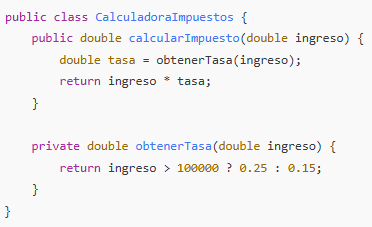 public class CalculadoraImpuestos {
    public double calcularImpuesto(double ingreso) {
        double tasa = obtenerTasa(ingreso);
        return ingreso * tasa;
    }

    private double obtenerTasa(double ingreso) {
        return ingreso > 100000 ? 0.25 : 0.15;
    }
}